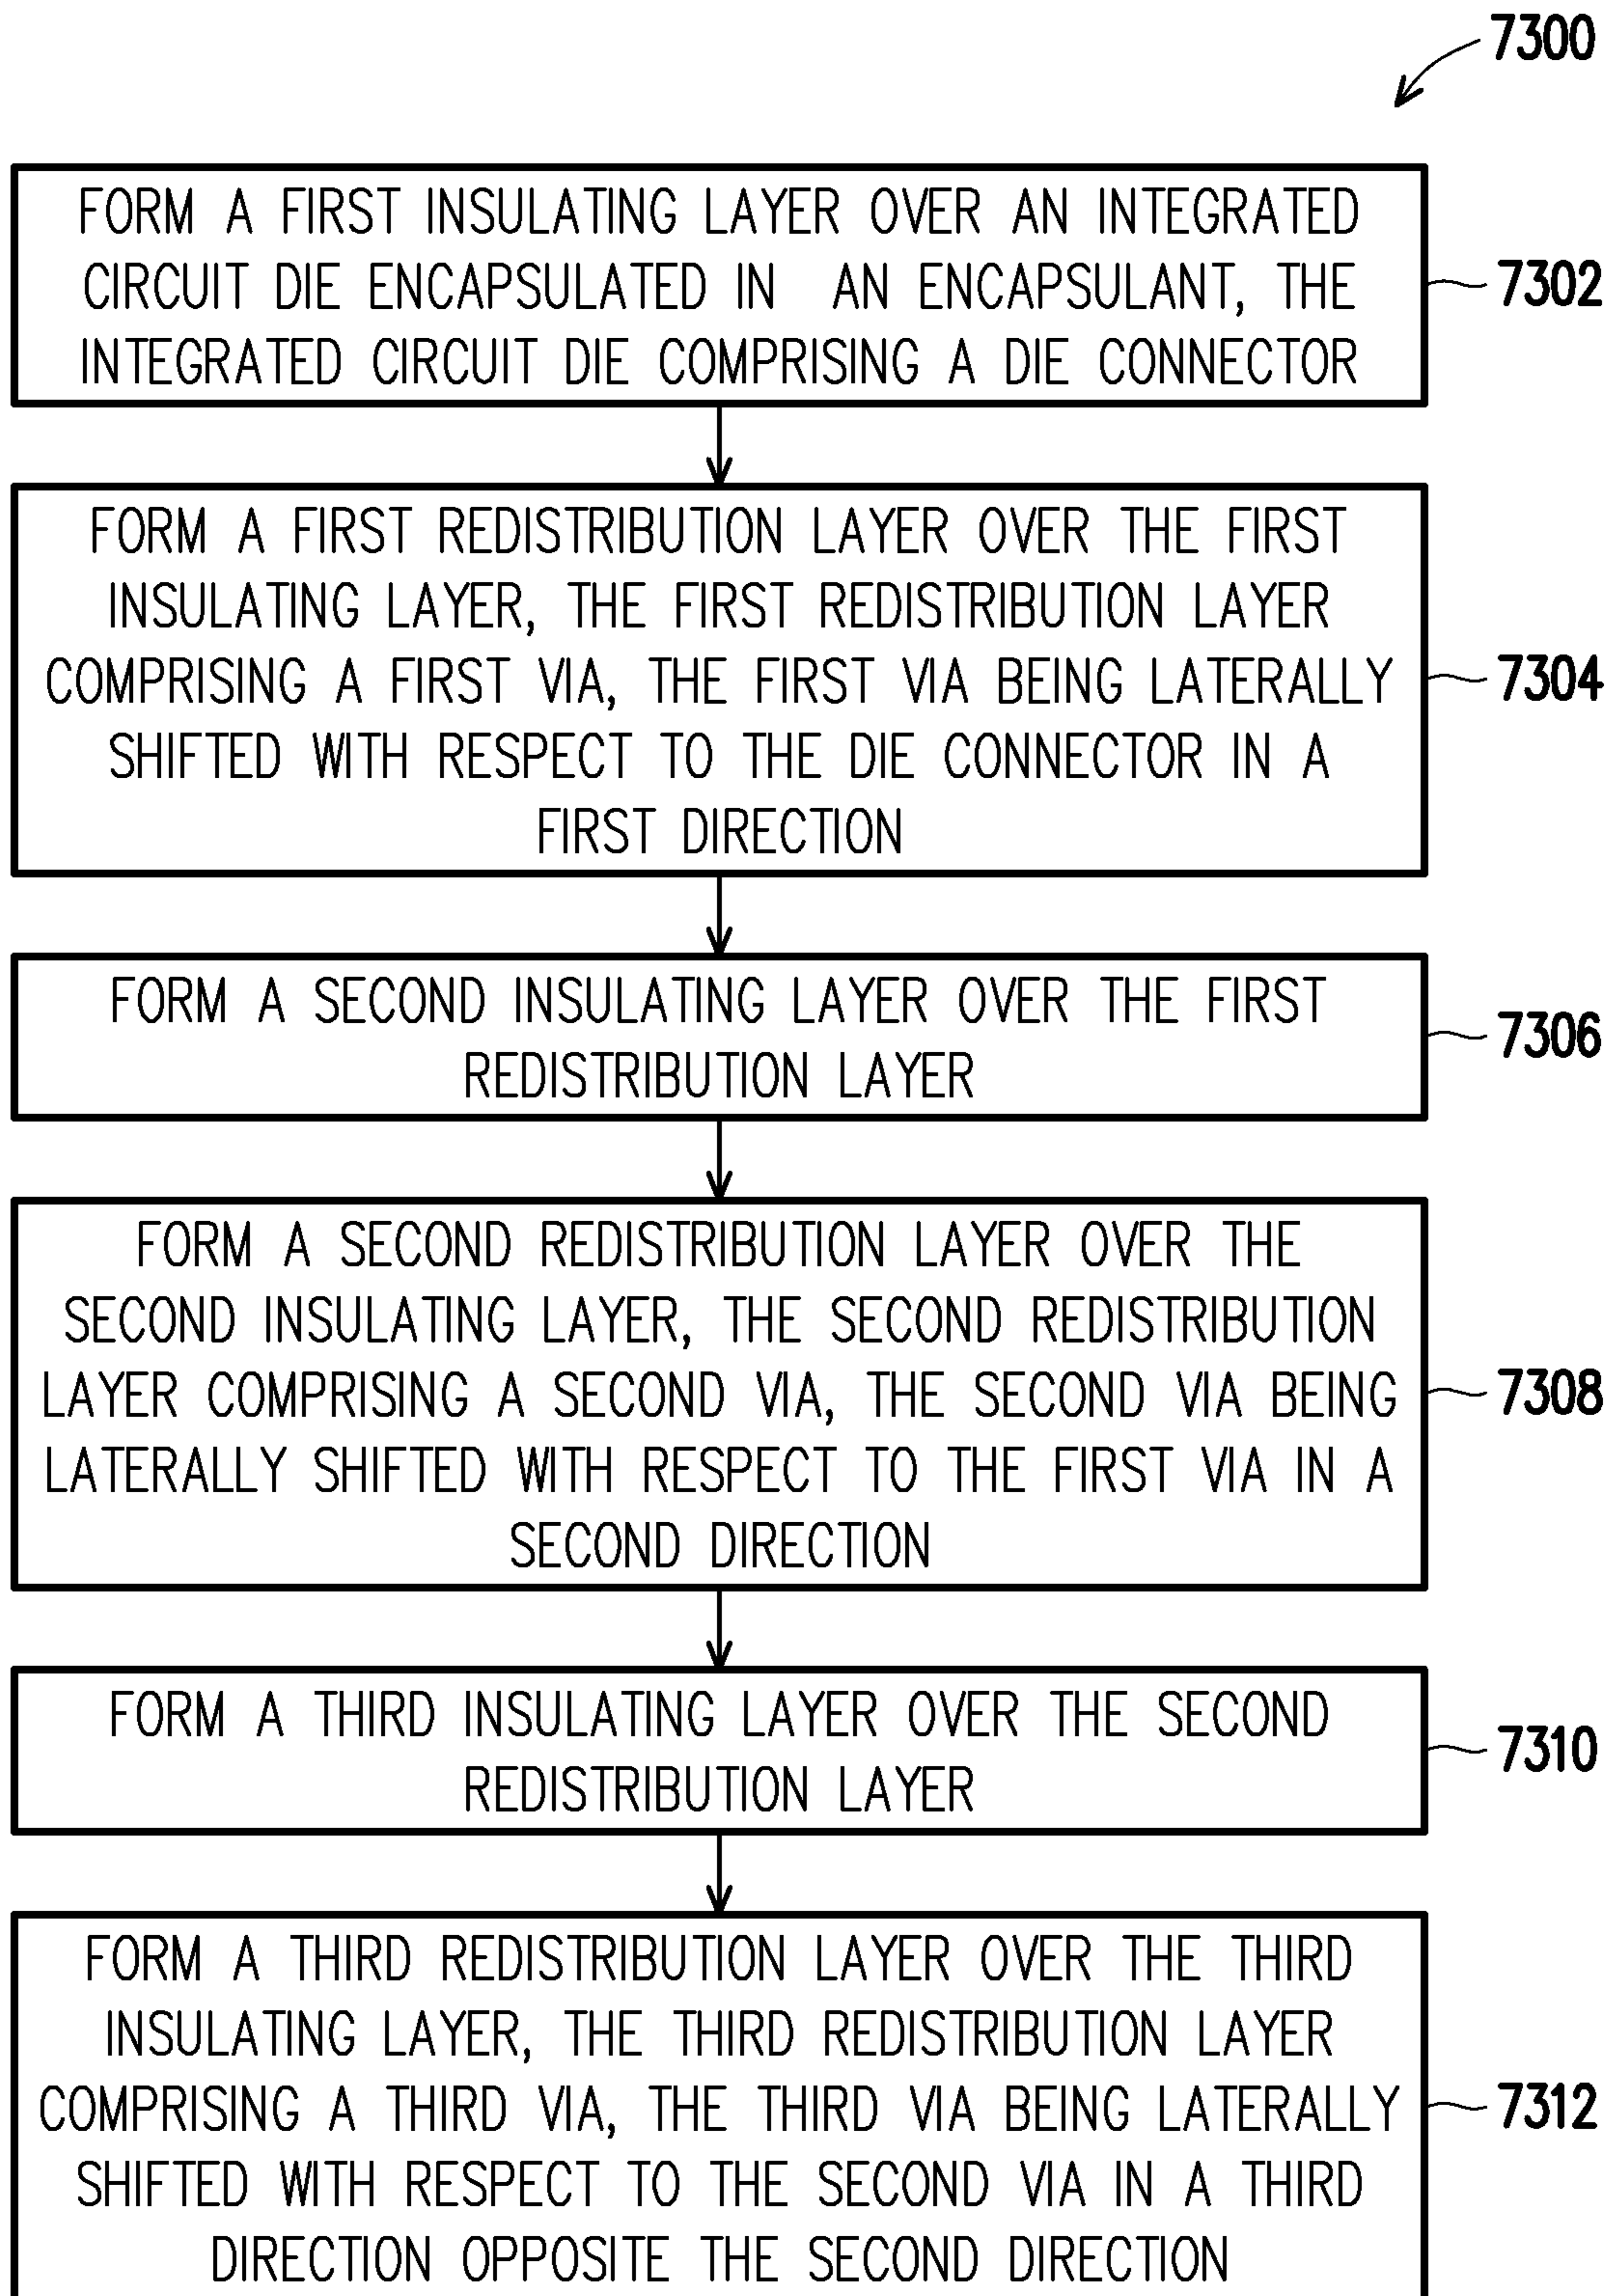 7300
FORM A FIRST INSULATING LAYER OVER AN INTEGRATED
CIRCUIT DIE ENCAPSULATED IN AN ENCAPSULANT, THE
INTEGRATED CIRCUIT DIE COMPRISING A DIE CONNECTOR
7302
FORM A FIRST REDISTRIBUTION LAYER OVER THE FIRST
INSULATING LAYER, THE FIRST REDISTRIBUTION LAYER
COMPRISING A FIRST VIA, THE FIRST VIA BEING LATERALLY
SHIFTED WITH RESPECT TO THE DIE CONNECTOR IN A
FIRST DIRECTION
7304
FORM A SECOND INSULATING LAYER OVER THE FIRST
REDISTRIBUTION LAYER
7306
FORM A SECOND REDISTRIBUTION LAYER OVER THE
SECOND INSULATING LAYER, THE SECOND REDISTRIBUTION
LAYER COMPRISING A SECOND VIA, THE SECOND VIA BEING
LATERALLY SHIFTED WITH RESPECT TO THE FIRST VIA IN A
SECOND DIRECTION
7308
FORM A THIRD INSULATING LAYER OVER THE SECOND
REDISTRIBUTION LAYER
7310
FORM A THIRD REDISTRIBUTION LAYER OVER THE THIRD
INSULATING LAYER, THE THIRD REDISTRIBUTION LAYER
COMPRISING A THIRD VIA, THE THIRD VIA BEING LATERALLY
SHIFTED WITH RESPECT TO THE SECOND VIA IN A THIRD
DIRECTION OPPOSITE THE SECOND DIRECTION
7312